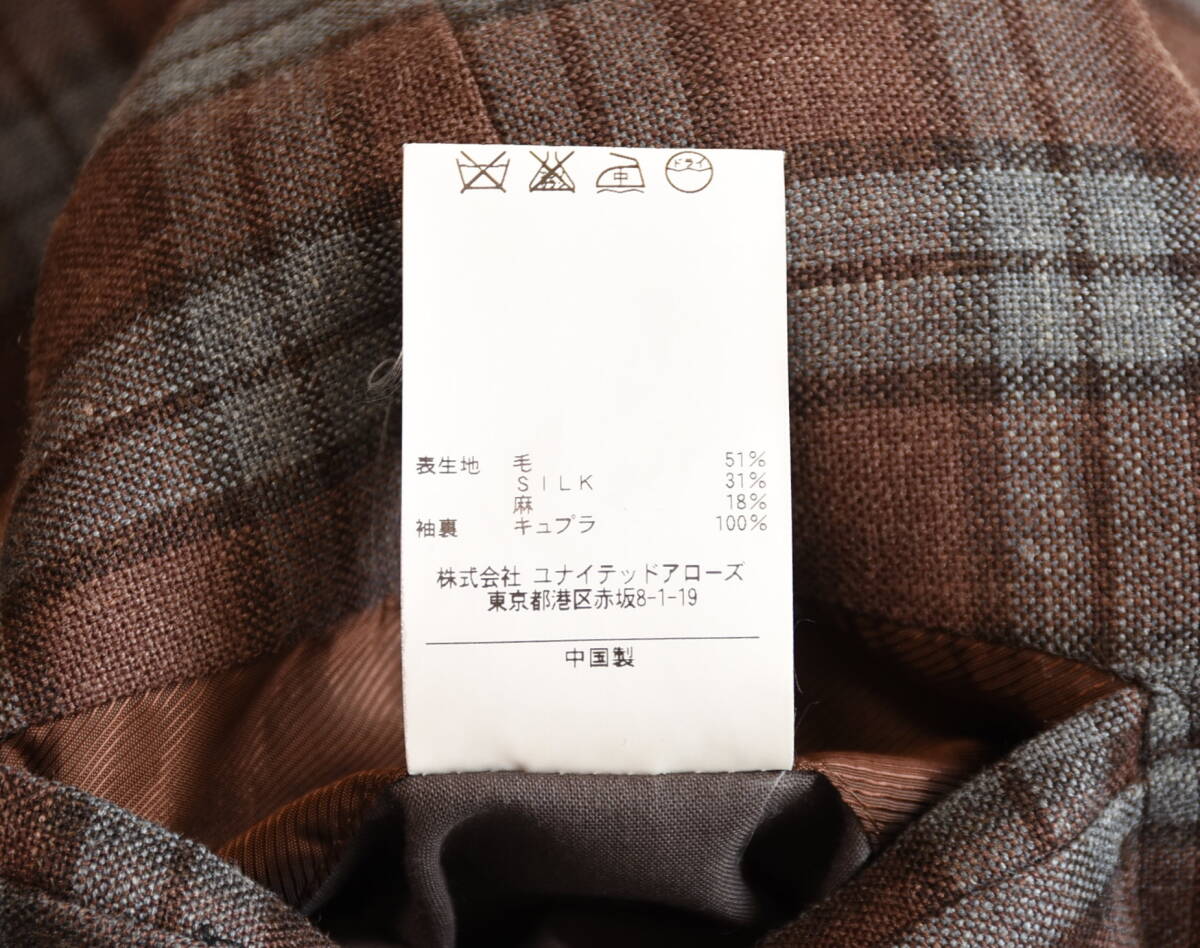 中 ドライ
表生地 毛 51%
SILK 31%
麻 18%
袖裏 キュプラ 100%
株式会社 ユナイテッドアローズ
東京都港区赤坂8-1-19
中国製